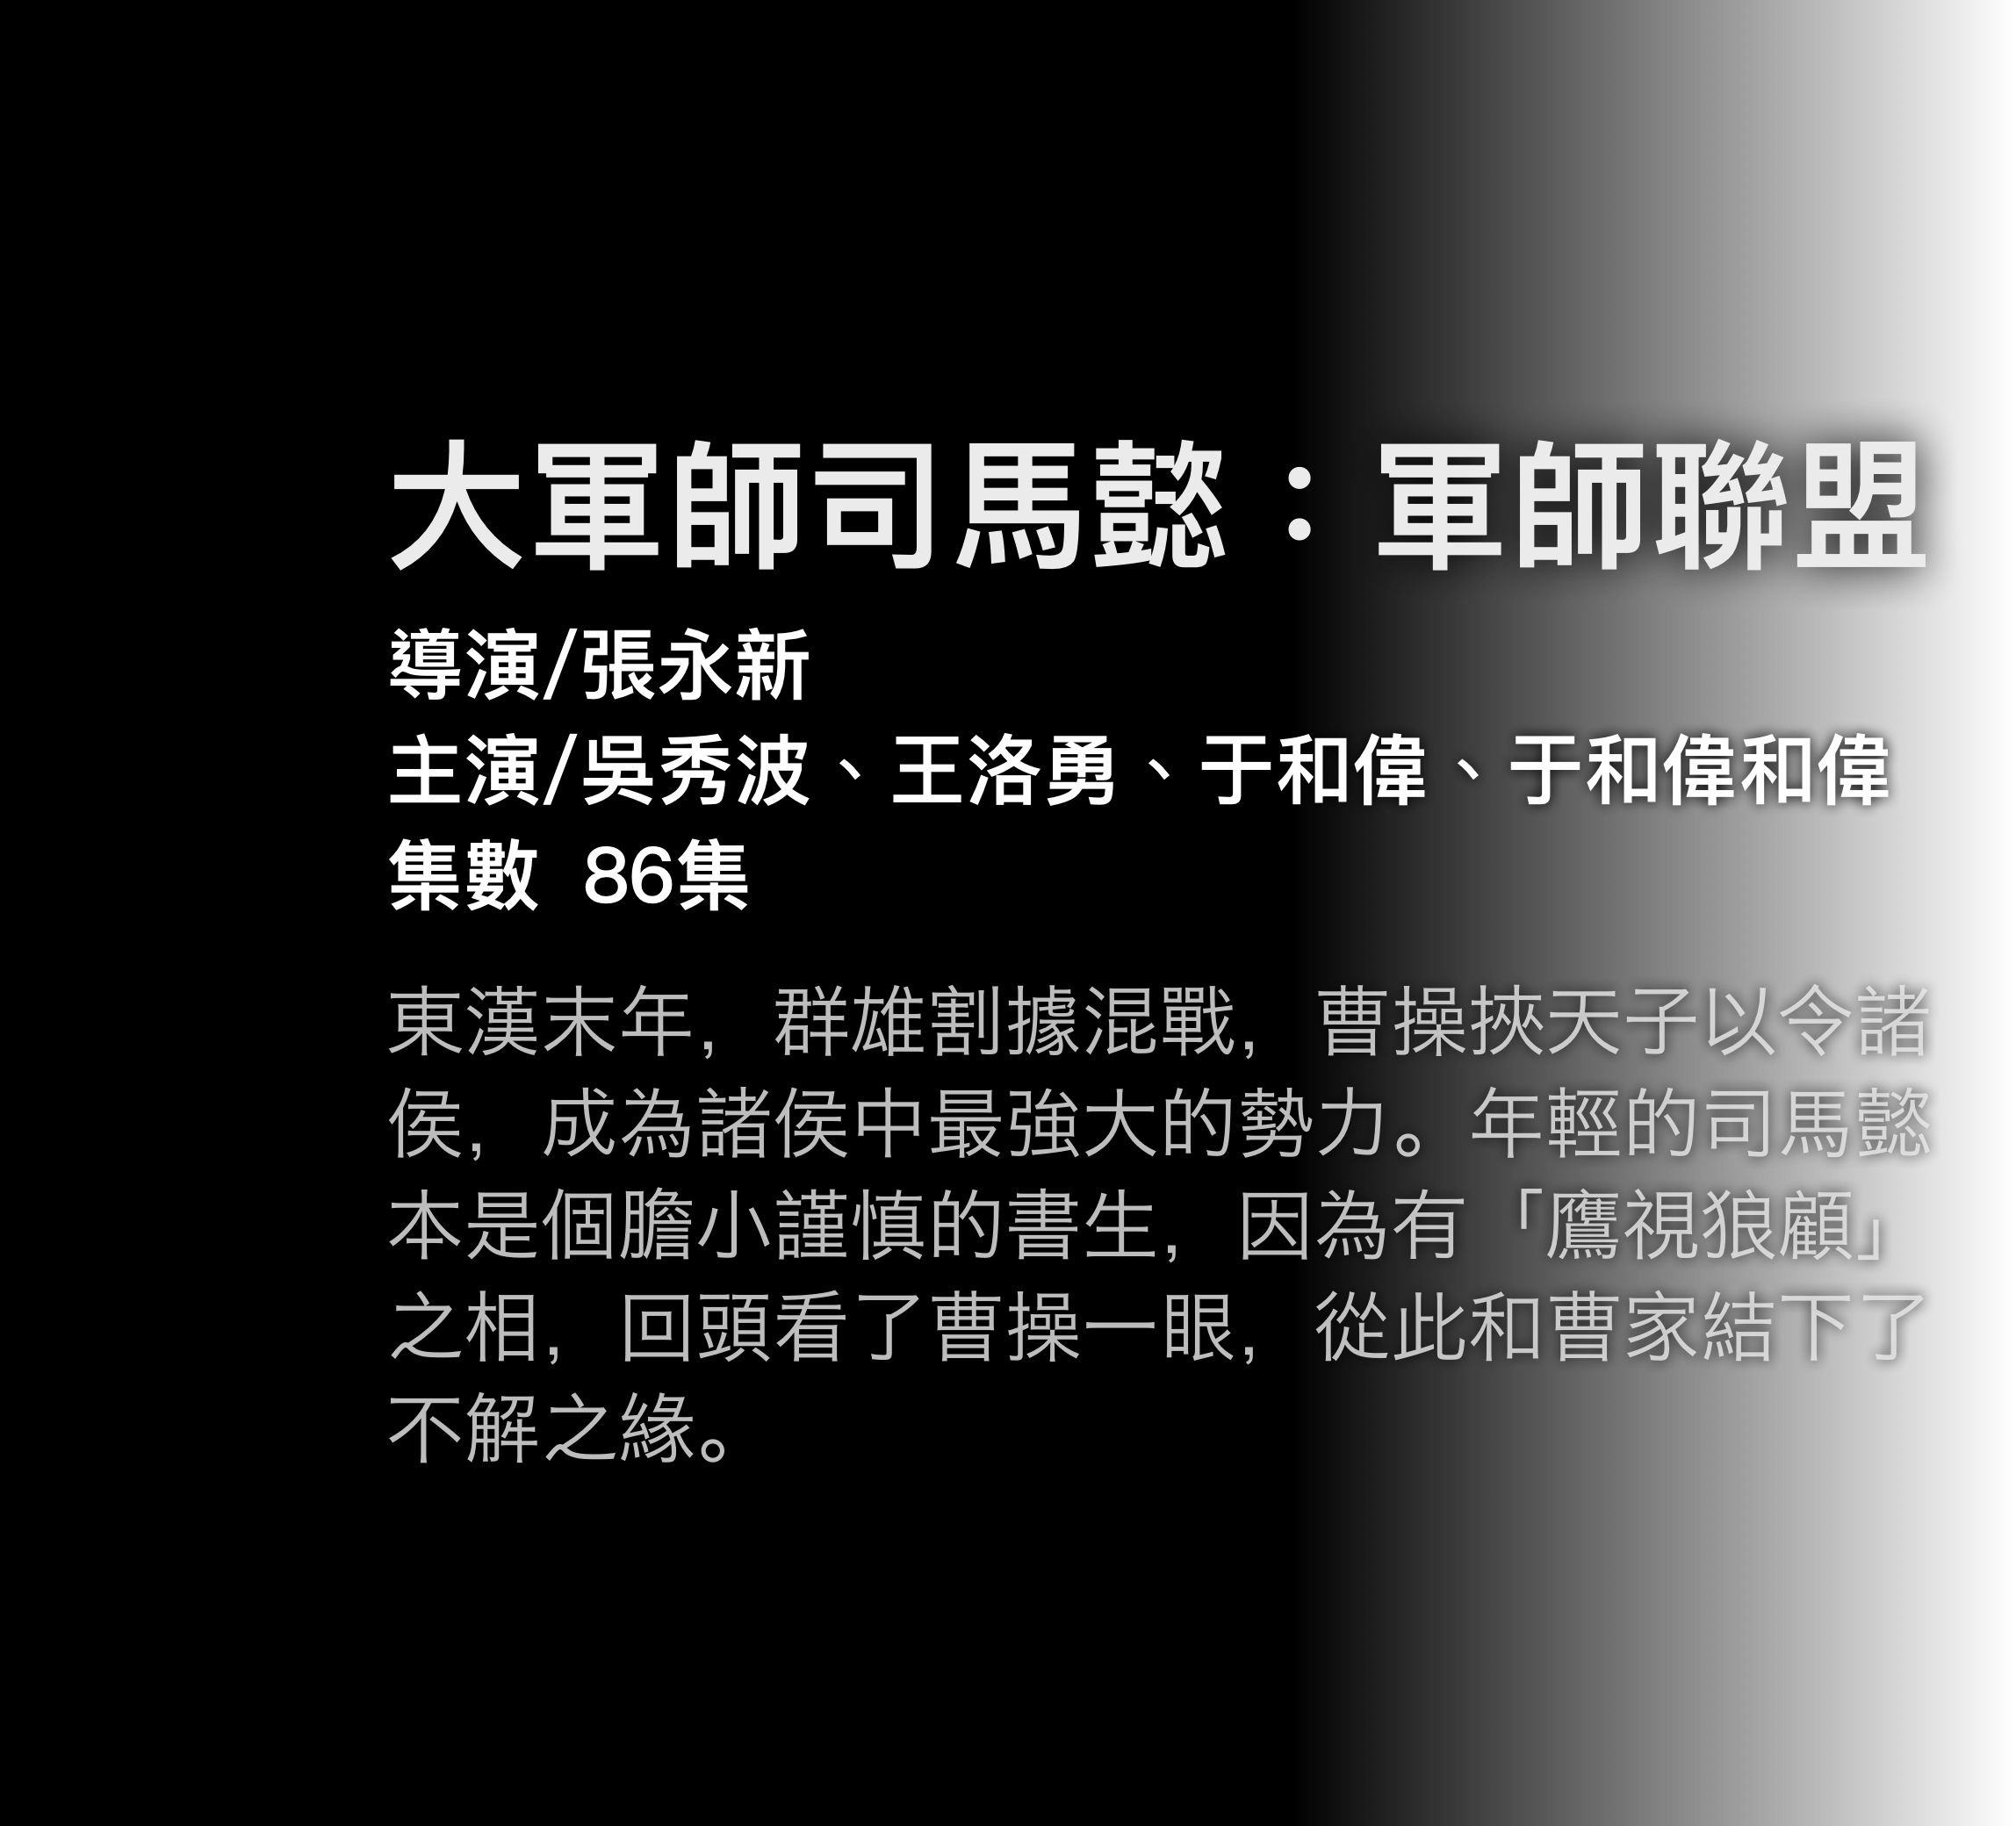 大軍師司馬懿：軍師聯盟
導演/張永新
主演/吳秀波、王洛勇、于和偉、于和偉和偉
集數 86集
東漢末年，群雄割據混戰，曹操挾天子以令諸
侯，成為諸侯中最強大的勢力。年輕的司馬懿
本是個膽小謹慎的書生，因為有「鷹視狼顧」
之相，回頭看了曹操一眼，從此和曹家結下了
不解之緣。